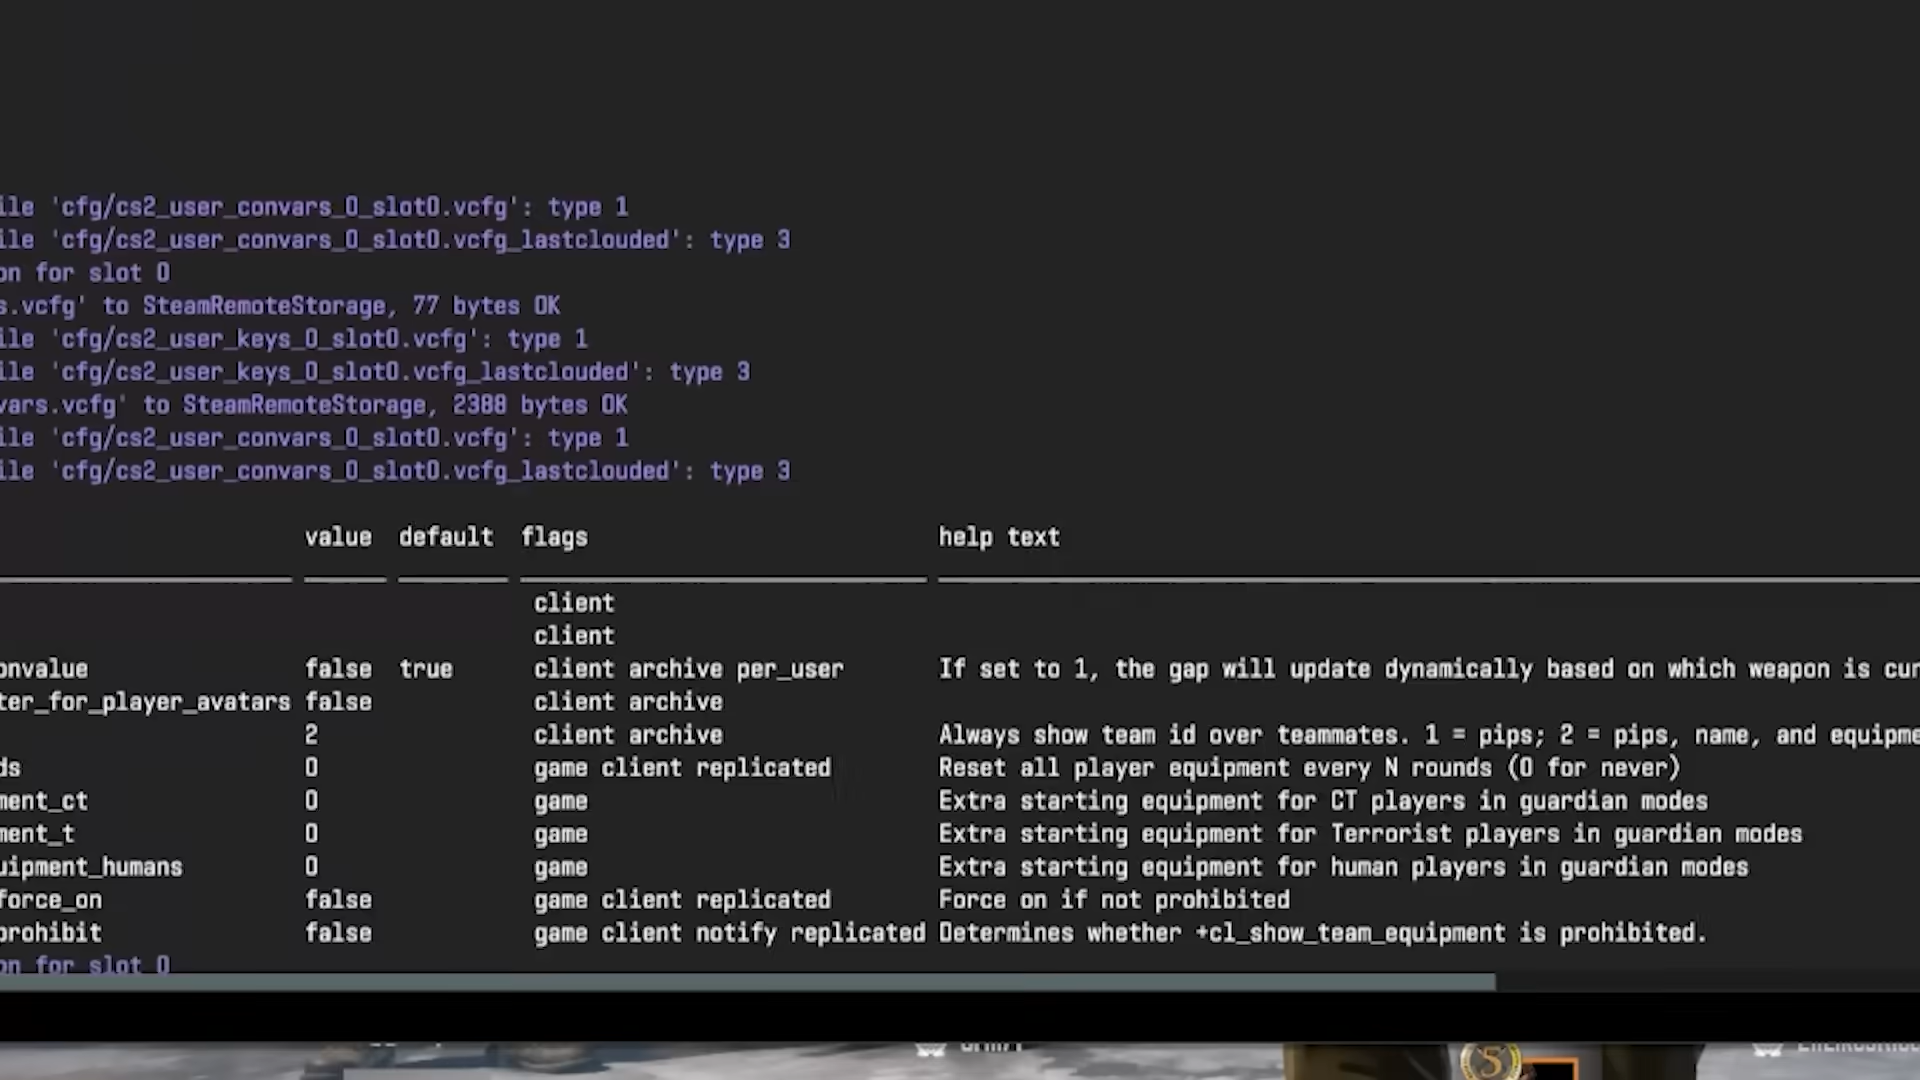 ile 'cfg/cs2_user_convars_0_slot0.vcfg': type 1
ile 'cfg/cs2_user_convars_0_slot0.vcfg_lastclouded': type 3
on for slot 0
s.vcfg' to SteamRemoteStorage, 77 bytes OK
ile 'cfg/cs2_user_keys_0_slot0.vcfg': type 1
ile 'cfg/cs2_user_keys_0_slot0.vcfg_lastclouded': type 3
vars.vcfg' to SteamRemoteStorage, 2388 bytes OK
ile 'cfg/cs2_user_convars_0_slot0.vcfg': type 1
ile 'cfg/cs2_user_convars_0_slot0.vcfg_lastclouded': type 3
value default flags help text
client
client
onvalue false true client archive per_user If set to 1, the gap will update dynamically based on which weapon is cur
ter_for_player_avatars false client archive
2 client archive Always show team id over teammates. 1 = pips; 2 = pips, name, and equipme
ds 0 game client replicated Reset all player equipment every N rounds (0 for never)
ment_ct 0 game Extra starting equipment for CT players in guardian modes
ment_t 0 game Extra starting equipment for Terrorist players in guardian modes
uipment_humans 0 game Extra starting equipment for human players in guardian modes
force_on false game client replicated Force on if not prohibited
prohibit false game client notify replicated Determines whether +cl_show_team_equipment is prohibited.
on for slot 0
5